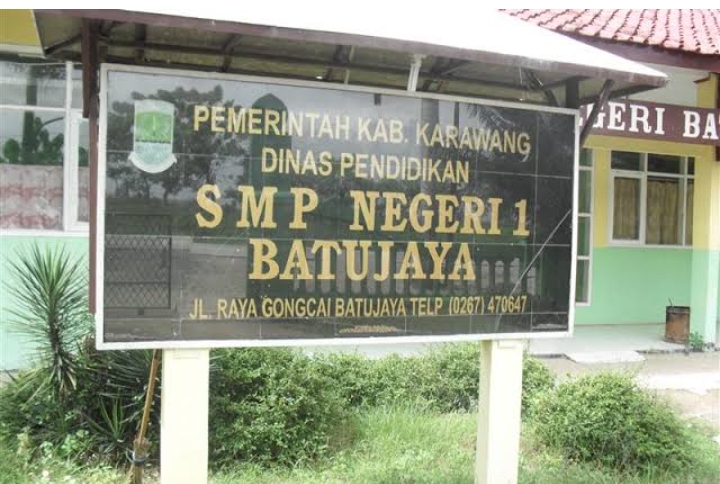 PEMERINTAH KAB. KARAWANG
DINAS PENDIDIKAN
SMP NEGERI 1
BATUJAYA
JL. RAYA GONGCAI BATUJAYA TELP (0267) 470647
GERI BA